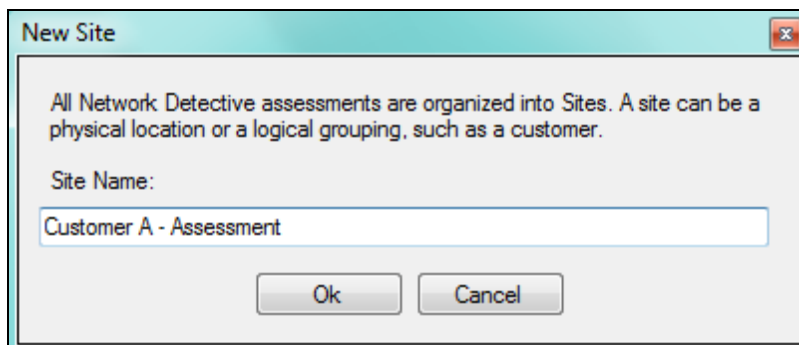 New Site
All Network Detective assessments are organized into Sites. A site can be a
physical location or a logical grouping, such as a customer.
Site Name:
Customer A - Assessment
Ok Cancel